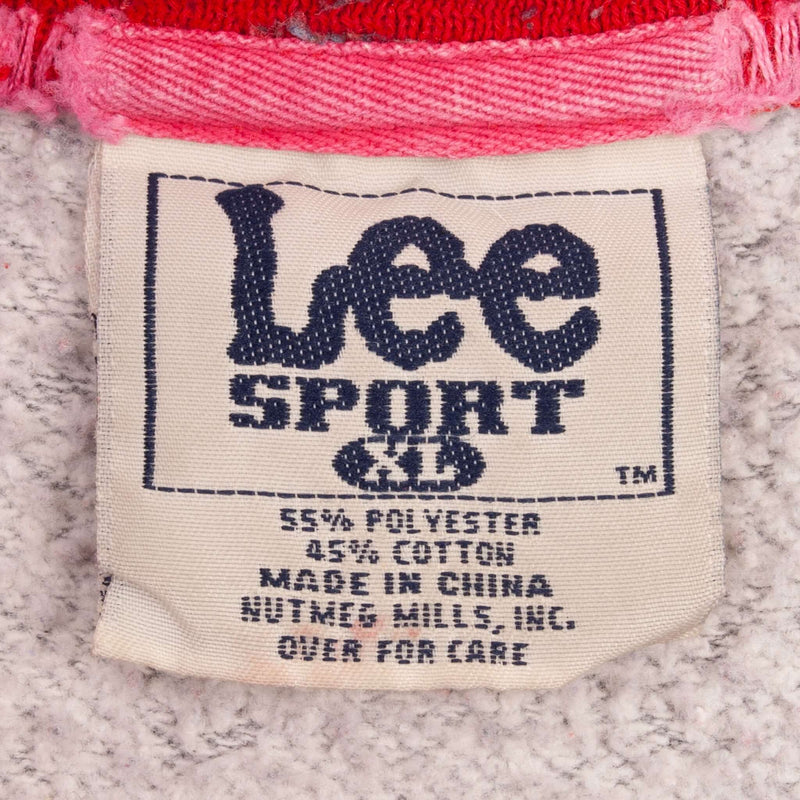 Lee
SPORT
XL
TM
55% POLYESTER
45% COTTON
MADE IN CHINA
NUTMEG MILLS, INC.
OVER FOR CARE